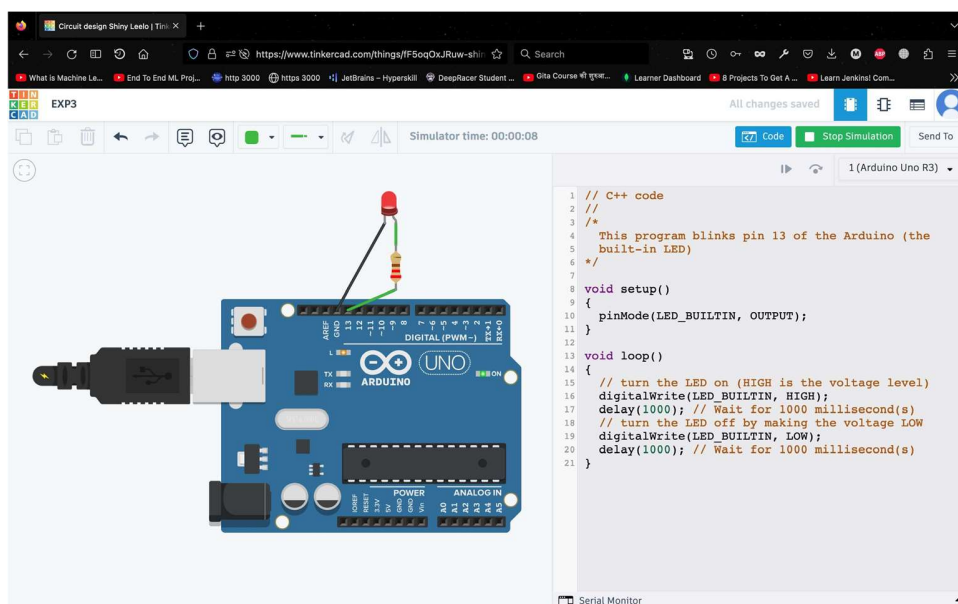 Circuit design Shiny Leelo | Tink
https://www.tinkercad.com/things/fF5oqOxJRuw-shin
Search
ABP
What is Machine Le...
End To End ML Proj...
http 3000
https 3000
JetBrains - Hyperskill
DeepRacer Student ...
Gita Course की शुरुआ...
Learner Dashboard
8 Projects To Get A ...
Learn Jenkins! Com...
TIN
KER
CAD
EXP3
All changes saved
Simulator time: 00:00:08
Code
Stop Simulation
Send To
1 (Arduino Uno R3)
1 // C++ code
2 //
3 /*
4 This program blinks pin 13 of the Arduino (the
5 built-in LED)
6 */
7
8 void setup()
9 {
10 pinMode(LED_BUILTIN, OUTPUT);
11 }
12
13 void loop()
14 {
15 // turn the LED on (HIGH is the voltage level)
16 digitalWrite(LED_BUILTIN, HIGH);
17 delay(1000); // Wait for 1000 millisecond(s)
18 // turn the LED off by making the voltage LOW
19 digitalWrite(LED_BUILTIN, LOW);
20 delay(1000); // Wait for 1000 millisecond(s)
21 }
AREF
GND
13
12
~11
~10
~9
8
7
~6
~5
4
~3
2
TX→1
RX←0
DIGITAL (PWM~)
L
TX
RX
ARDUINO
UNO
ON
POWER
ANALOG IN
IOREF
RESET
3.3V
5V
GND
GND
Vin
A0
A1
A2
A3
A4
A5
Serial Monitor